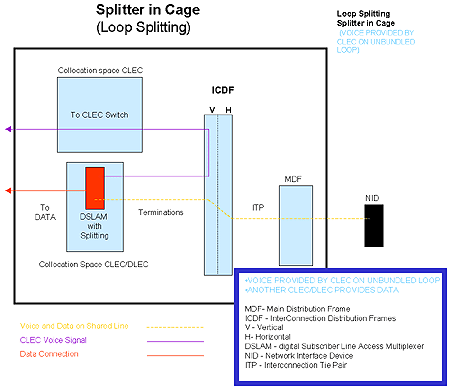 Splitter in Cage
(Loop Splitting)
Loop Splitting
Splitter in Cage
(VOICE PROVIDED BY
CLEC ON UNBUNDLED
LOOP)
Collocation space CLEC
To CLEC Switch
ICDF
V H
MDF
To
DATA
DSLAM
with
Splitting
Terminations
ITP
NID
Collocation Space CLEC/DLEC
Voice and Data on Shared Line
CLEC Voice Signal
Data Connection
•VOICE PROVIDED BY CLEC ON UNBUNDLED LOOP
•ANOTHER CLEC/DLEC PROVIDES DATA
MDF- Main Distribution Frame
ICDF - InterConnection Distribution Frames
V - Vertical
H- Horizontal
DSLAM - digital Subscriber Line Access Multiplexer
NID - Network Interface Device
ITP - Interconnection Tie Pair